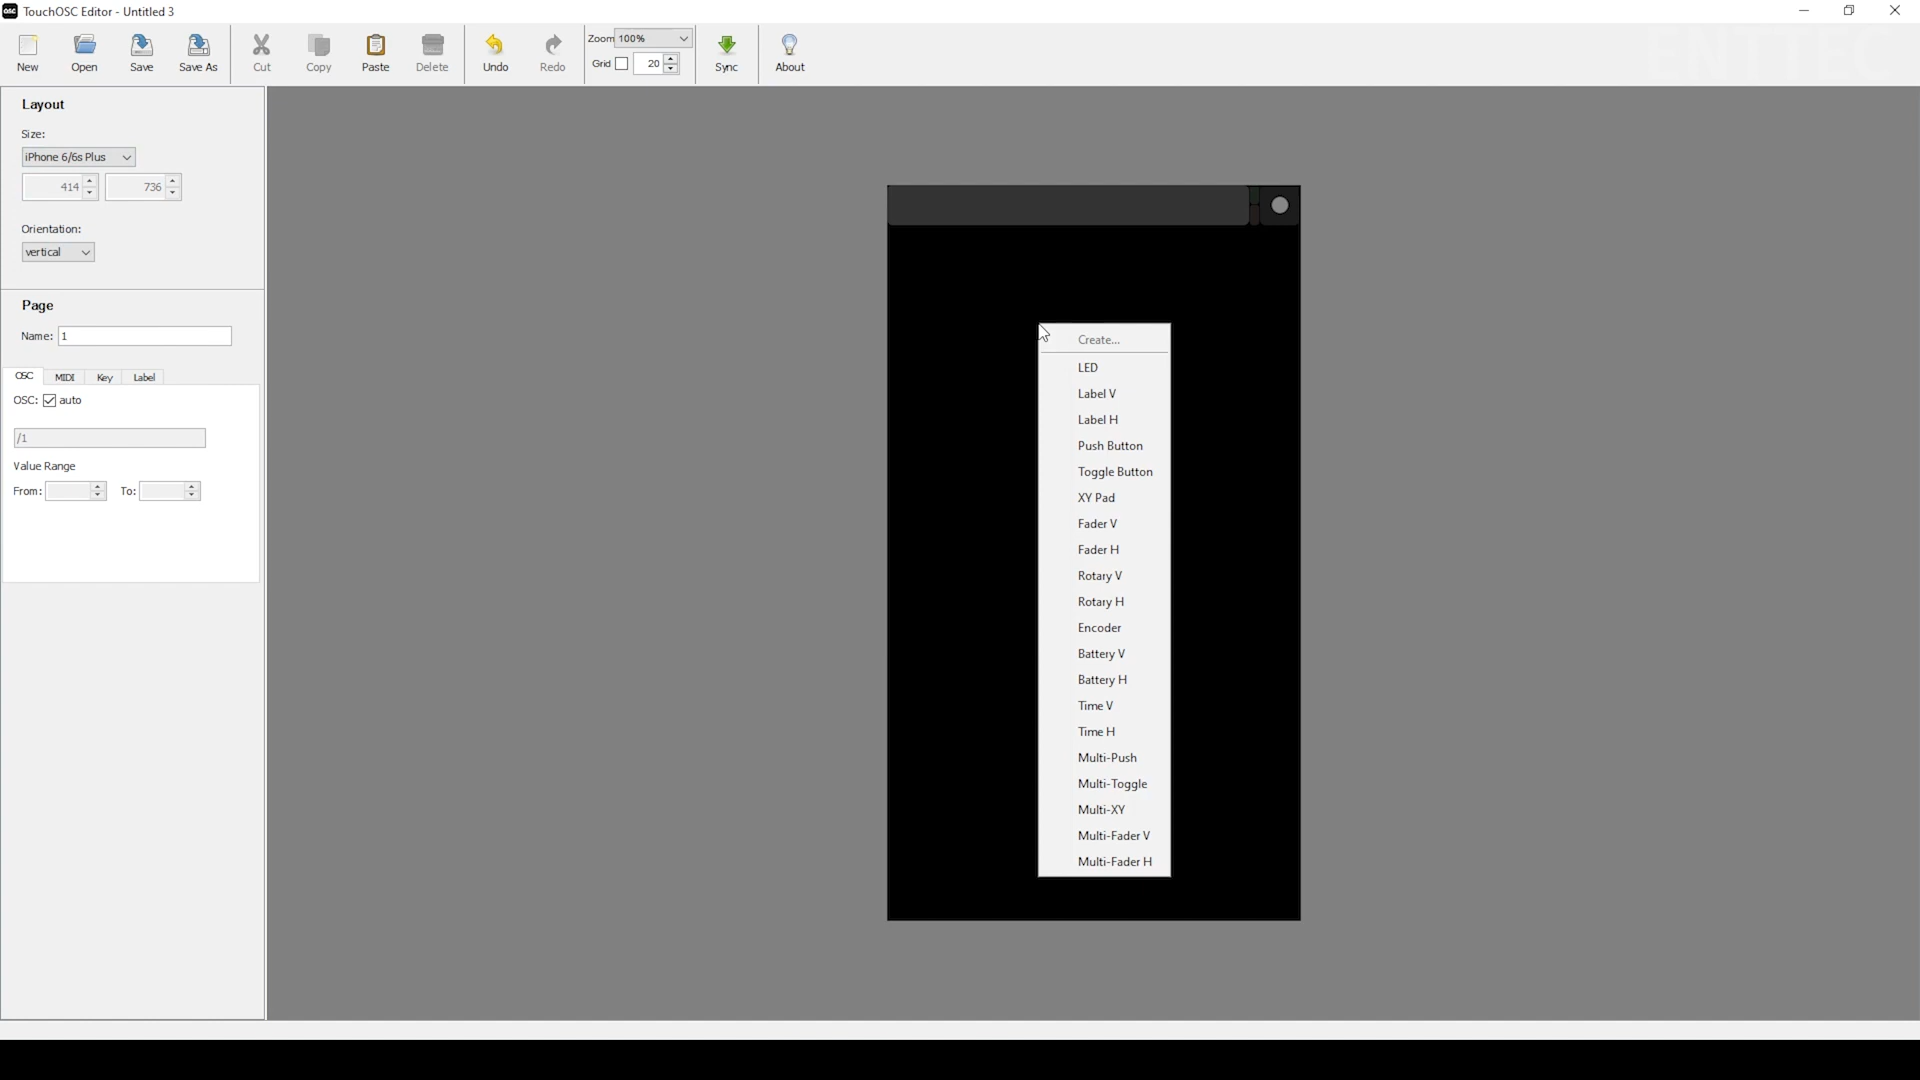 OSC TouchOSC Editor - Untitled 3
New Open Save Save As Cut Copy Paste Delete Undo Redo Zoom 100% Grid 20 Sync About
ENTTEC
Layout
Size:
iPhone 6/6s Plus
414 736
Orientation:
vertical
Page
Name: 1
OSC MIDI Key Label
OSC: auto
/1
Value Range
From: To:
Create...
LED
Label V
Label H
Push Button
Toggle Button
XY Pad
Fader V
Fader H
Rotary V
Rotary H
Encoder
Battery V
Battery H
Time V
Time H
Multi-Push
Multi-Toggle
Multi-XY
Multi-Fader V
Multi-Fader H